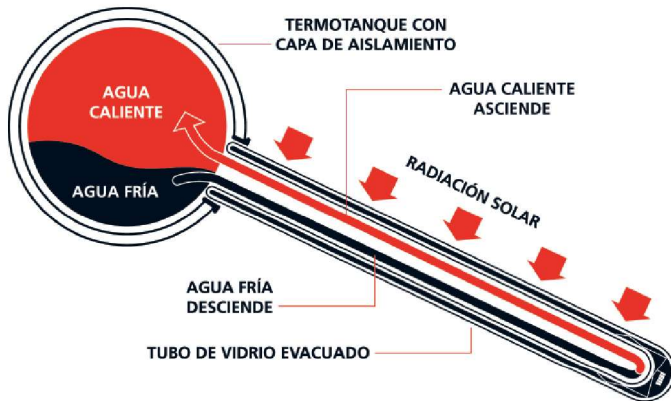 TERMOTANQUE CON
CAPA DE AISLAMIENTO
AGUA
CALIENTE
AGUA CALIENTE
ASCIENDE
RADIACIÓN SOLAR
AGUA FRÍA
AGUA FRÍA
DESCIENDE
TUBO DE VIDRIO EVACUADO